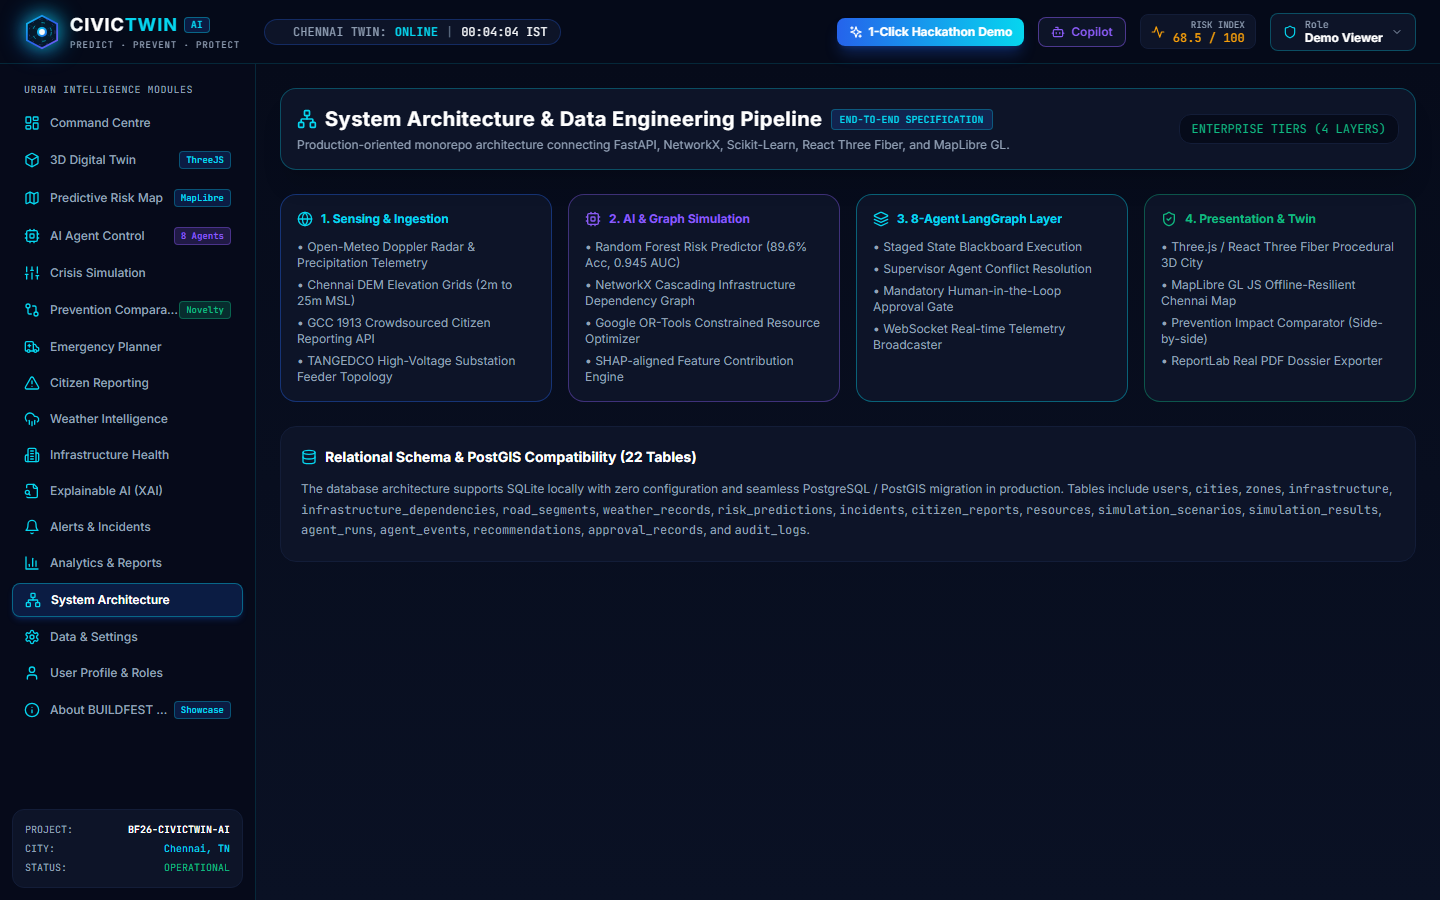 CIVICTWIN AI
PREDICT · PREVENT · PROTECT
CHENNAI TWIN: ONLINE | 00:04:04 IST
1-Click Hackathon Demo
Copilot
RISK INDEX
68.5 / 100
Role
Demo Viewer
URBAN INTELLIGENCE MODULES
Command Centre
3D Digital Twin ThreeJS
Predictive Risk Map MapLibre
AI Agent Control 8 Agents
Crisis Simulation
Prevention Compara... Novelty
Emergency Planner
Citizen Reporting
Weather Intelligence
Infrastructure Health
Explainable AI (XAI)
Alerts & Incidents
Analytics & Reports
System Architecture
Data & Settings
User Profile & Roles
About BUILDFEST ... Showcase
PROJECT: BF26-CIVICTWIN-AI
CITY: Chennai, TN
STATUS: OPERATIONAL
System Architecture & Data Engineering Pipeline END-TO-END SPECIFICATION
Production-oriented monorepo architecture connecting FastAPI, NetworkX, Scikit-Learn, React Three Fiber, and MapLibre GL.
ENTERPRISE TIERS (4 LAYERS)
1. Sensing & Ingestion
• Open-Meteo Doppler Radar &
Precipitation Telemetry
• Chennai DEM Elevation Grids (2m to
25m MSL)
• GCC 1913 Crowdsourced Citizen
Reporting API
• TANGEDCO High-Voltage Substation
Feeder Topology
2. AI & Graph Simulation
• Random Forest Risk Predictor (89.6%
Acc, 0.945 AUC)
• NetworkX Cascading Infrastructure
Dependency Graph
• Google OR-Tools Constrained Resource
Optimizer
• SHAP-aligned Feature Contribution
Engine
3. 8-Agent LangGraph Layer
• Staged State Blackboard Execution
• Supervisor Agent Conflict Resolution
• Mandatory Human-in-the-Loop
Approval Gate
• WebSocket Real-time Telemetry
Broadcaster
4. Presentation & Twin
• Three.js / React Three Fiber Procedural
3D City
• MapLibre GL JS Offline-Resilient
Chennai Map
• Prevention Impact Comparator (Side-
by-side)
• ReportLab Real PDF Dossier Exporter
Relational Schema & PostGIS Compatibility (22 Tables)
The database architecture supports SQLite locally with zero configuration and seamless PostgreSQL / PostGIS migration in production. Tables include users, cities, zones, infrastructure,
infrastructure_dependencies, road_segments, weather_records, risk_predictions, incidents, citizen_reports, resources, simulation_scenarios, simulation_results,
agent_runs, agent_events, recommendations, approval_records, and audit_logs.